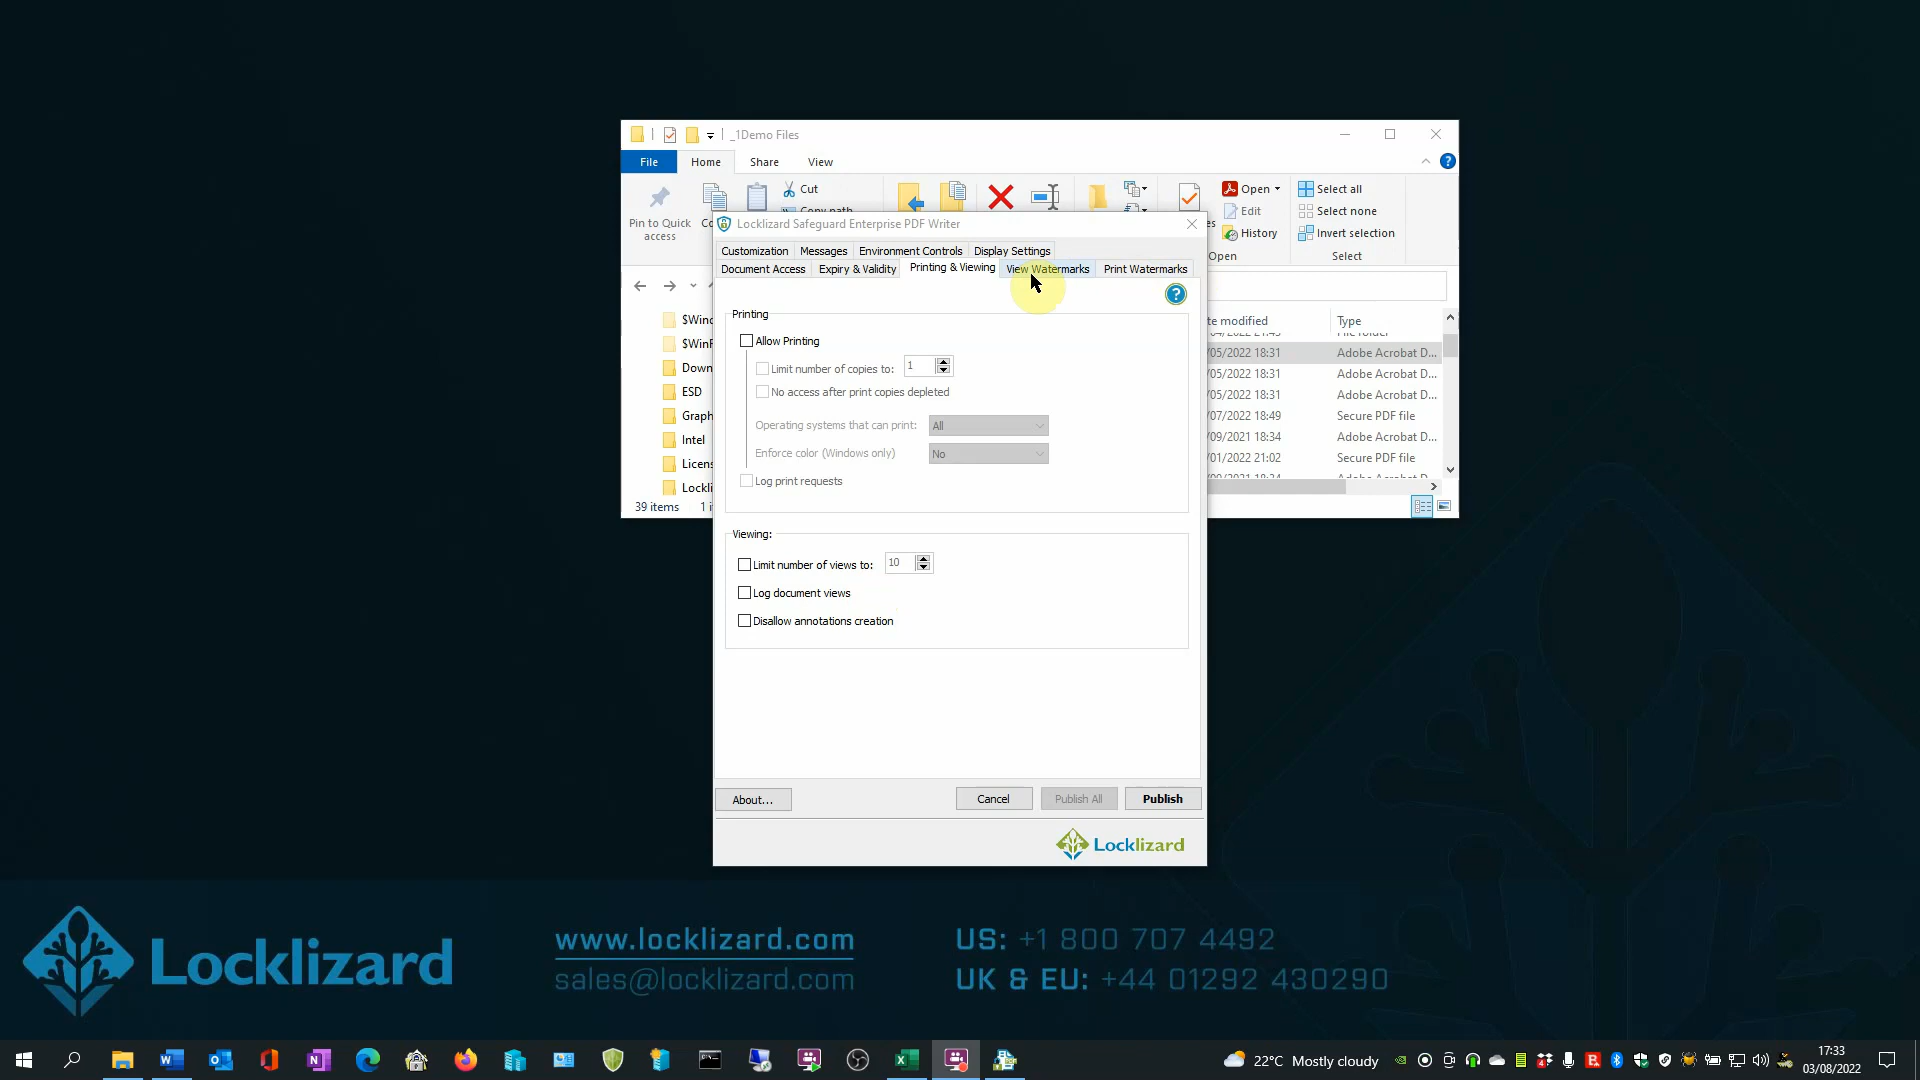 _1Demo Files
File
Home
Share
View
Pin to Quick
access
Cut
Copy path
Open
Edit
History
Select all
Select none
Invert selection
Open
Select
Type
39 items
/05/2022 18:31 Adobe Acrobat D...
/05/2022 18:31 Adobe Acrobat D...
/05/2022 18:31 Adobe Acrobat D...
/07/2022 18:49 Secure PDF file
/09/2021 18:34 Adobe Acrobat D...
/01/2022 21:02 Secure PDF file
ESD
Intel
Locklizard Safeguard Enterprise PDF Writer
Customization Messages Environment Controls Display Settings
Document Access Expiry & Validity Printing & Viewing View Watermarks Print Watermarks
?
Printing
Allow Printing
Limit number of copies to: 1
No access after print copies depleted
Operating systems that can print: All
Enforce color (Windows only) No
Log print requests
Viewing:
Limit number of views to: 10
Log document views
Disallow annotations creation
About... Cancel Publish All Publish
Locklizard
Locklizard
www.locklizard.com
sales@locklizard.com
US: +1 800 707 4492
UK & EU: +44 01292 430290
22°C Mostly cloudy
17:33
03/08/2022